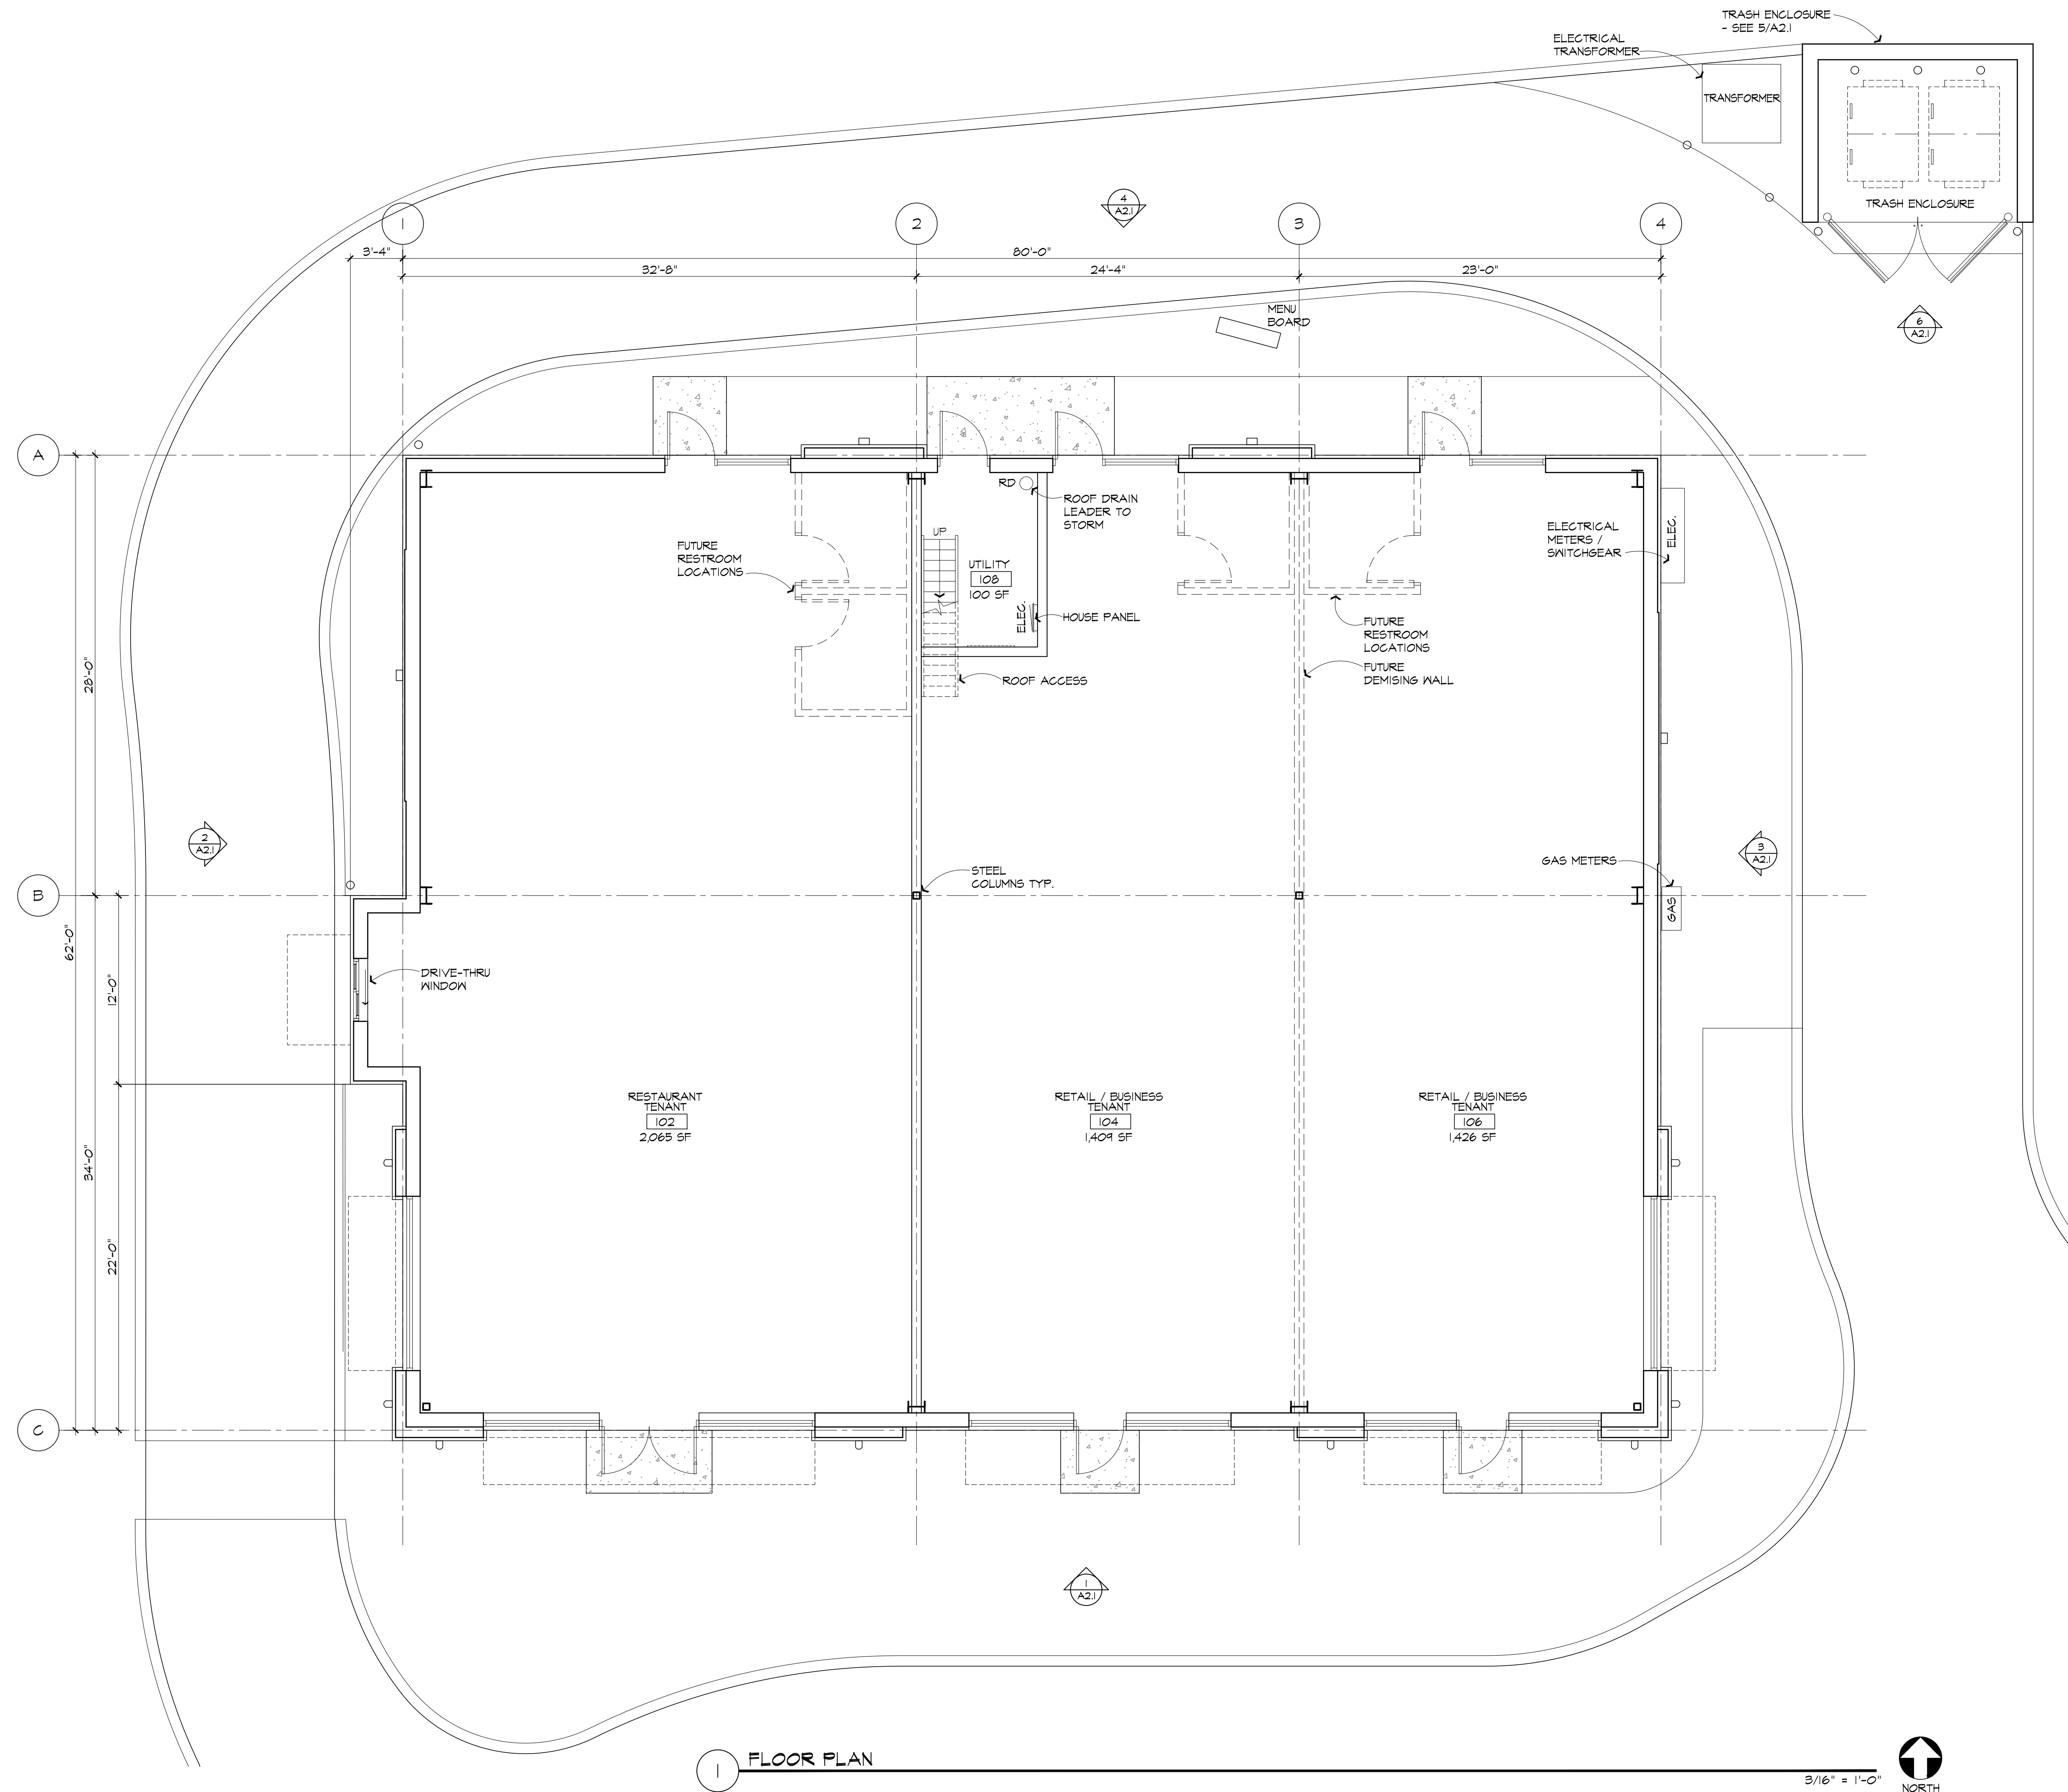 TRASH ENCLOSURE
- SEE 5/A2.1
ELECTRICAL
TRANSFORMER
TRANSFORMER
TRASH ENCLOSURE
4
A2.1
1
2
3
4
3'-4"
80'-0"
32'-8"
24'-4"
23'-0"
MENU
BOARD
6
A2.1
A
RD
ROOF DRAIN
LEADER TO
STORM
UP
FUTURE
RESTROOM
LOCATIONS
UTILITY
108
100 SF
ELEC.
HOUSE PANEL
ELECTRICAL
METERS /
SWITCHGEAR
ELEC.
FUTURE
RESTROOM
LOCATIONS
FUTURE
DEMISING WALL
ROOF ACCESS
28'-0"
2
A2.1
3
A2.1
GAS METERS
GAS
STEEL
COLUMNS TYP.
B
62'-0"
12'-0"
DRIVE-THRU
WINDOW
RESTAURANT
TENANT
102
2,065 SF
RETAIL / BUSINESS
TENANT
104
1,409 SF
RETAIL / BUSINESS
TENANT
106
1,426 SF
34'-0"
22'-0"
C
1
A2.1
1
FLOOR PLAN
3/16" = 1'-0"
NORTH